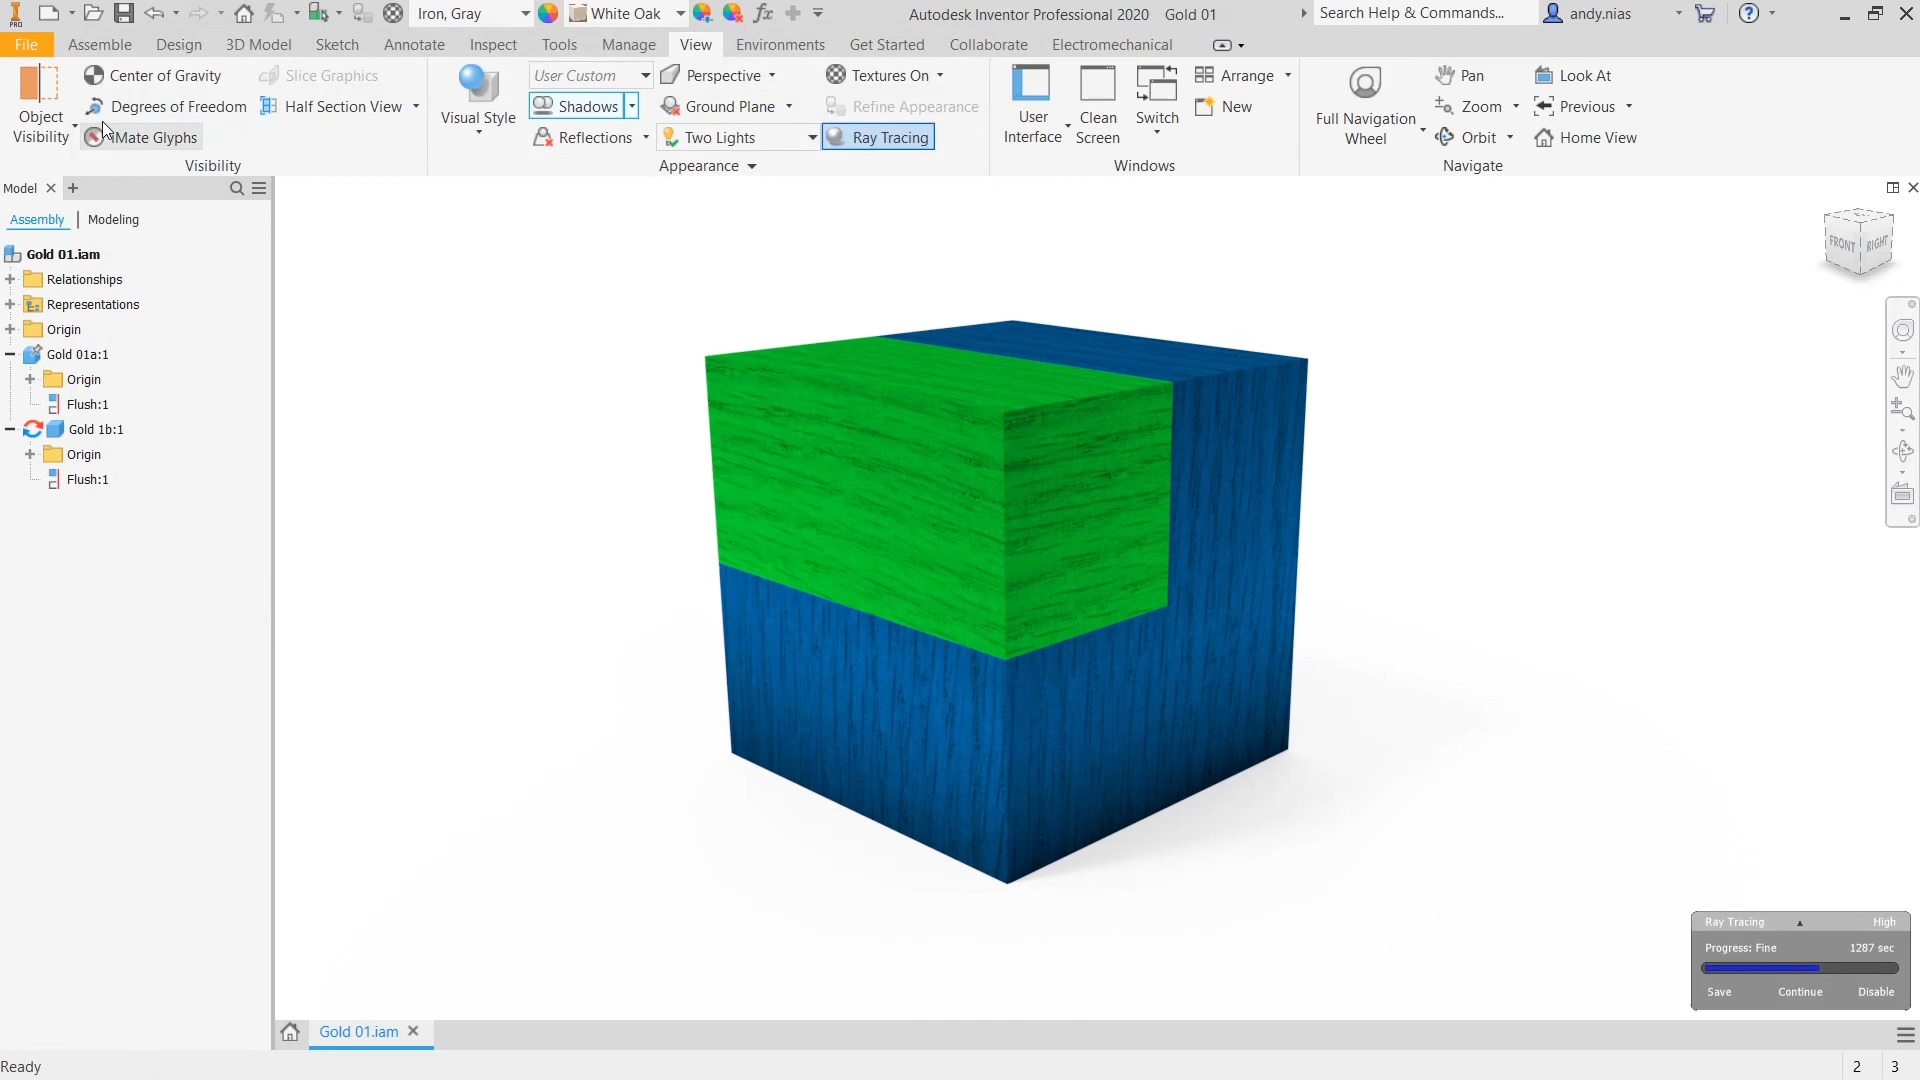 Iron, Gray White Oak fx Autodesk Inventor Professional 2020 Gold 01 Search Help & Commands... andy.nias ?
PRO
File Assemble Design 3D Model Sketch Annotate Inspect Tools Manage View Environments Get Started Collaborate Electromechanical
Object Visibility
Center of Gravity
Degrees of Freedom
iMate Glyphs
Slice Graphics
Half Section View
Visibility
Visual Style
User Custom
Shadows
Reflections
Perspective
Ground Plane
Two Lights
Textures On
Refine Appearance
Ray Tracing
Appearance
User Interface
Clean Screen
Switch
Arrange
New
Windows
Full Navigation Wheel
Pan
Zoom
Orbit
Look At
Previous
Home View
Navigate
Model
Assembly | Modeling
Gold 01.iam
Relationships
Representations
Origin
Gold 01a:1
Origin
Flush:1
Gold 1b:1
Origin
Flush:1
FRONT RIGHT
Ray Tracing High
Progress: Fine 1287 sec
Save Continue Disable
Gold 01.iam
Ready 2 3